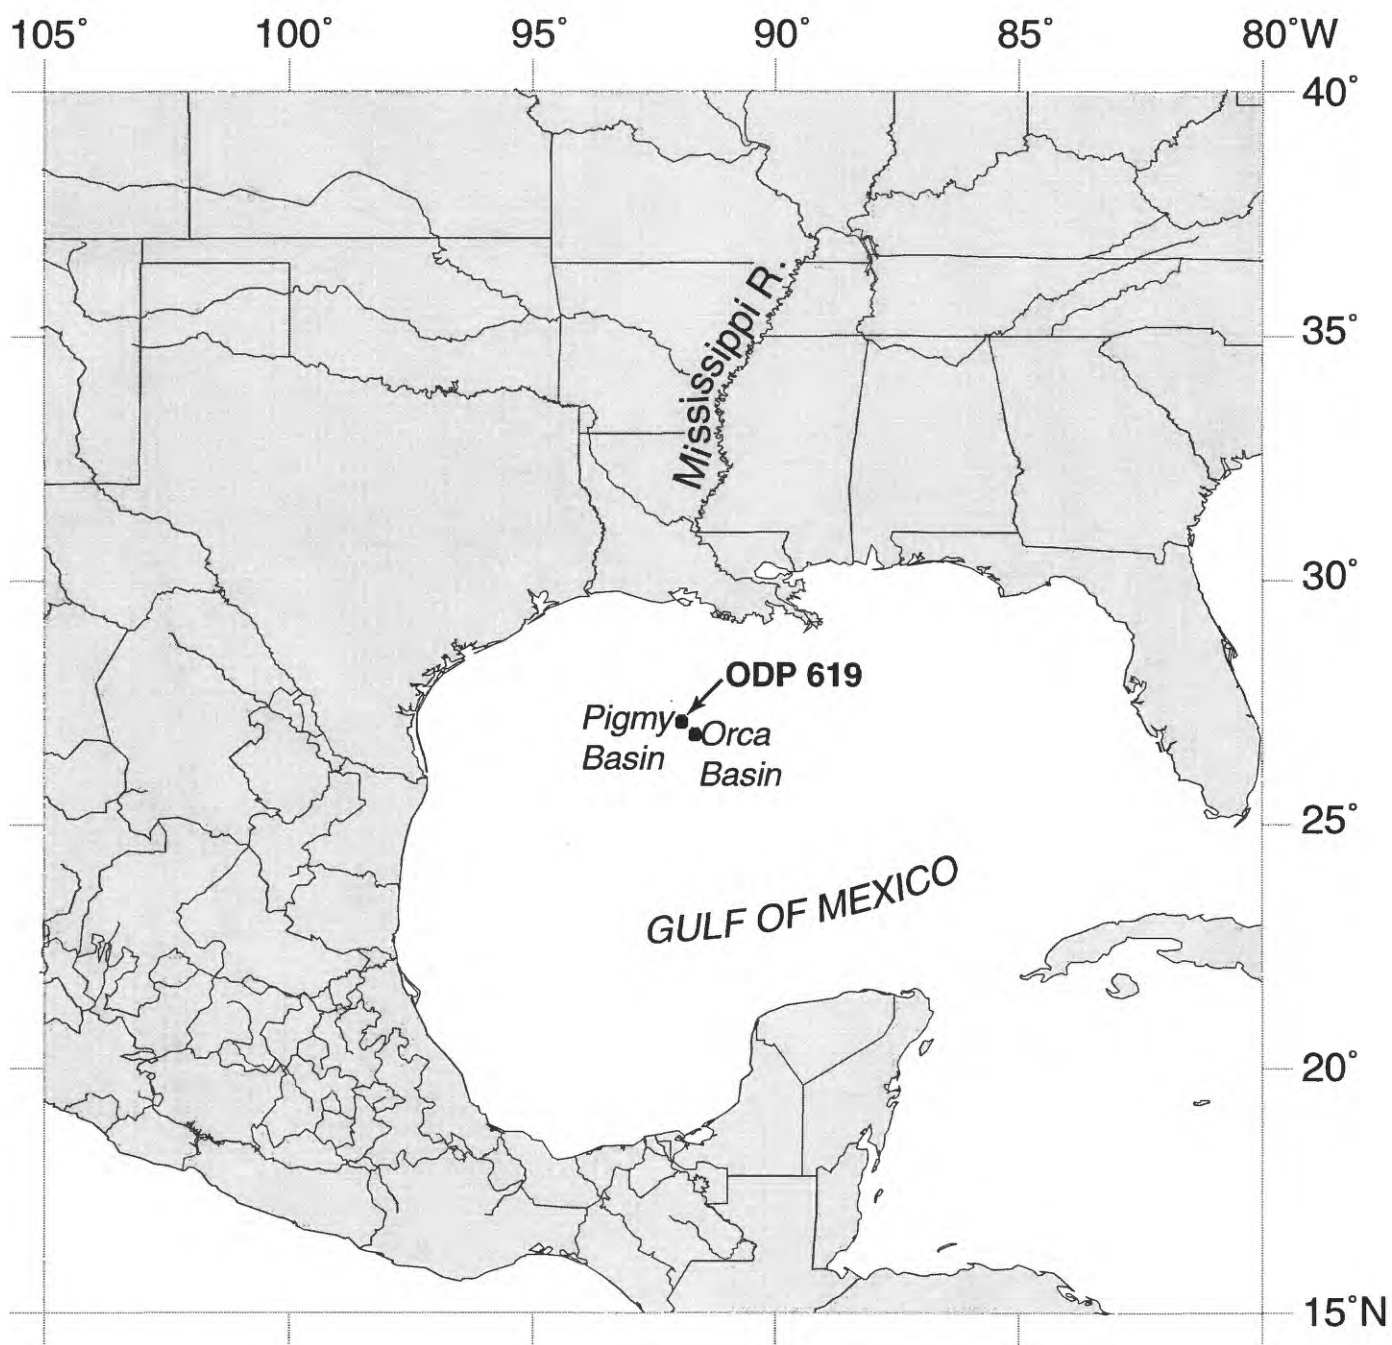 105° 100° 95° 90° 85° 80°W
40°
Mississippi R.
35°
30°
ODP 619
Pigmy
Basin
Orca
Basin
25°
GULF OF MEXICO
20°
15°N